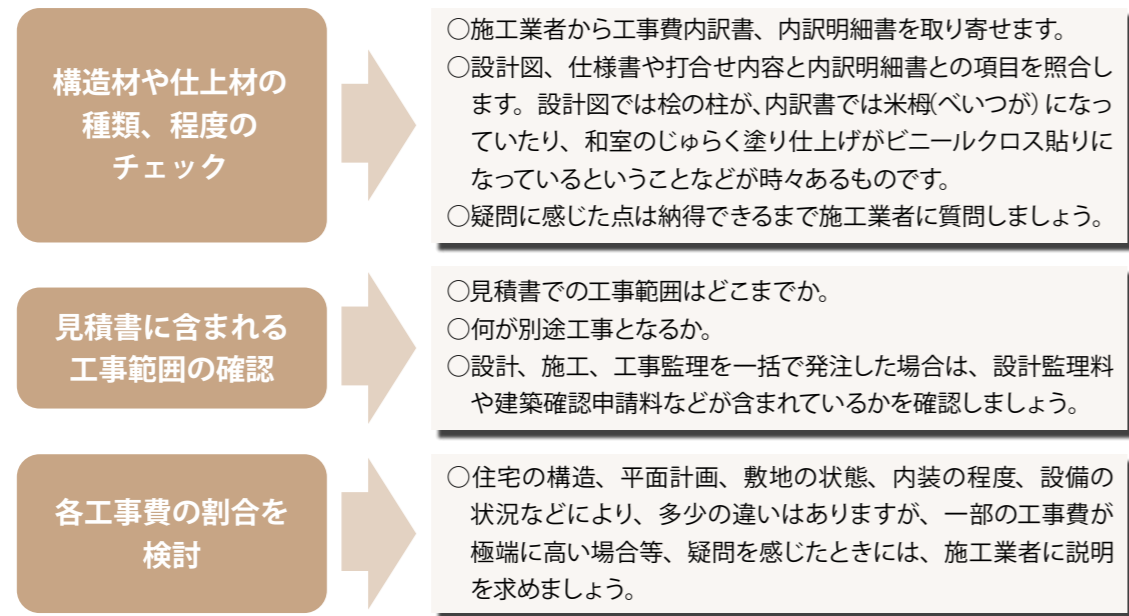 構造材や仕上材の
種類、程度の
チェック
○施工業者から工事費内訳書、内訳明細書を取り寄せます。
○設計図、仕様書や打合せ内容と内訳明細書との項目を照合し
ます。設計図では桧の柱が、内訳書では米栂(べいつが)になっ
ていたり、和室のじゅらく塗り仕上げがビニールクロス貼りに
なっているということなどが時々あるものです。
○疑問に感じた点は納得できるまで施工業者に質問しましょう。
見積書に含まれる
工事範囲の確認
○見積書での工事範囲はどこまでか。
○何が別途工事となるか。
○設計、施工、工事監理を一括で発注した場合は、設計監理料
や建築確認申請料などが含まれているかを確認しましょう。
各工事費の割合を
検討
○住宅の構造、平面計画、敷地の状態、内装の程度、設備の
状況などにより、多少の違いはありますが、一部の工事費が
極端に高い場合等、疑問を感じたときには、施工業者に説明
を求めましょう。